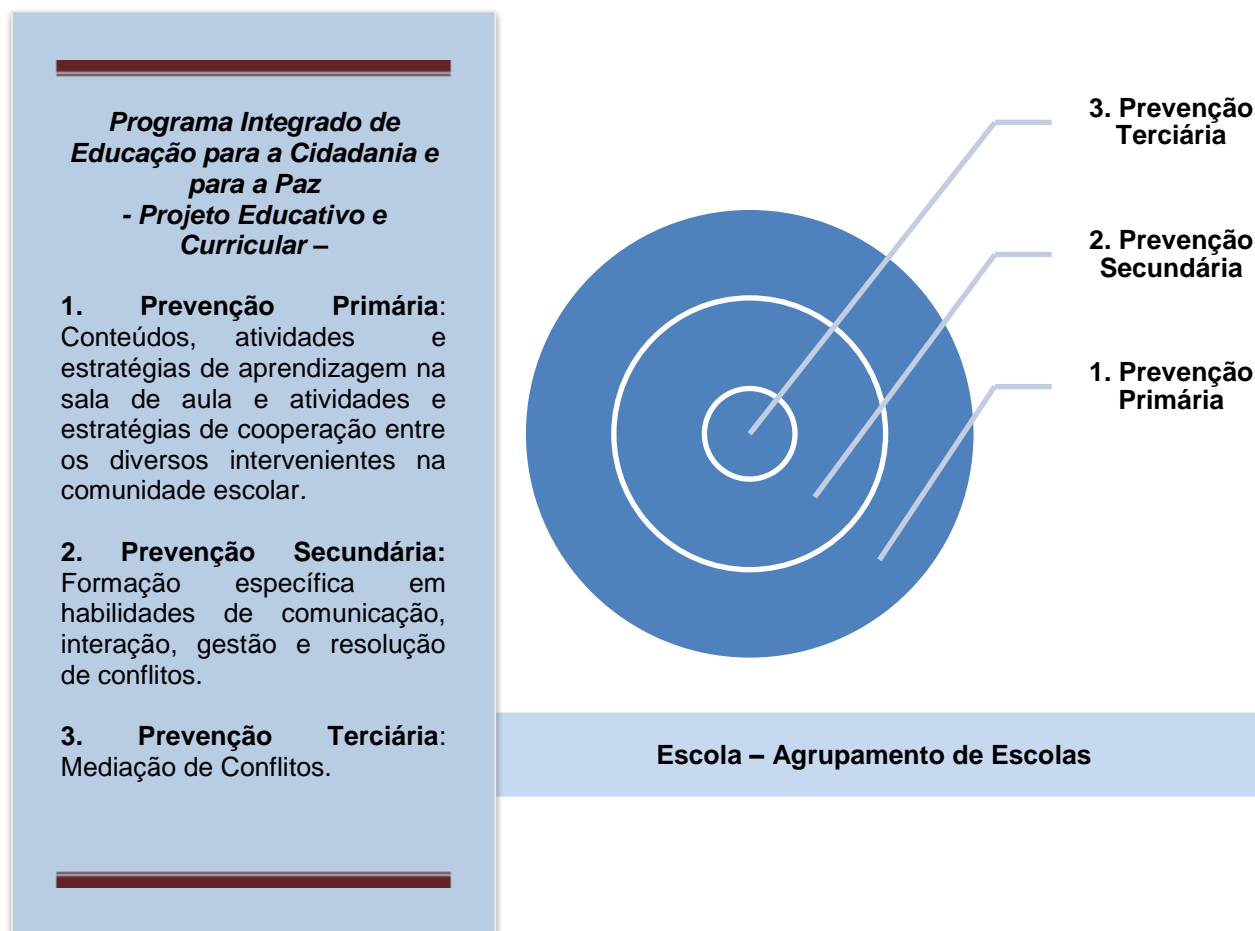 Programa Integrado de
Educação para a Cidadania e
para a Paz
- Projeto Educativo e
Curricular –
1. Prevenção Primária:
Conteúdos, atividades e
estratégias de aprendizagem na
sala de aula e atividades e
estratégias de cooperação entre
os diversos intervenientes na
comunidade escolar.
2. Prevenção Secundária:
Formação específica em
habilidades de comunicação,
interação, gestão e resolução
de conflitos.
3. Prevenção Terciária:
Mediação de Conflitos.
3. Prevenção
Terciária
2. Prevenção
Secundária
1. Prevenção
Primária
Escola – Agrupamento de Escolas